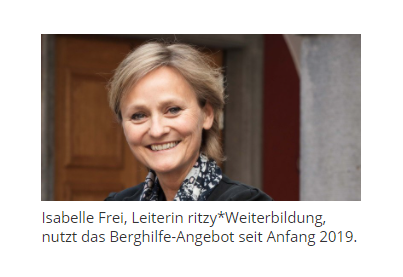 Isabelle Frei, Leiterin ritzy*Weiterbildung,
nutzt das Berghilfe-Angebot seit Anfang 2019.